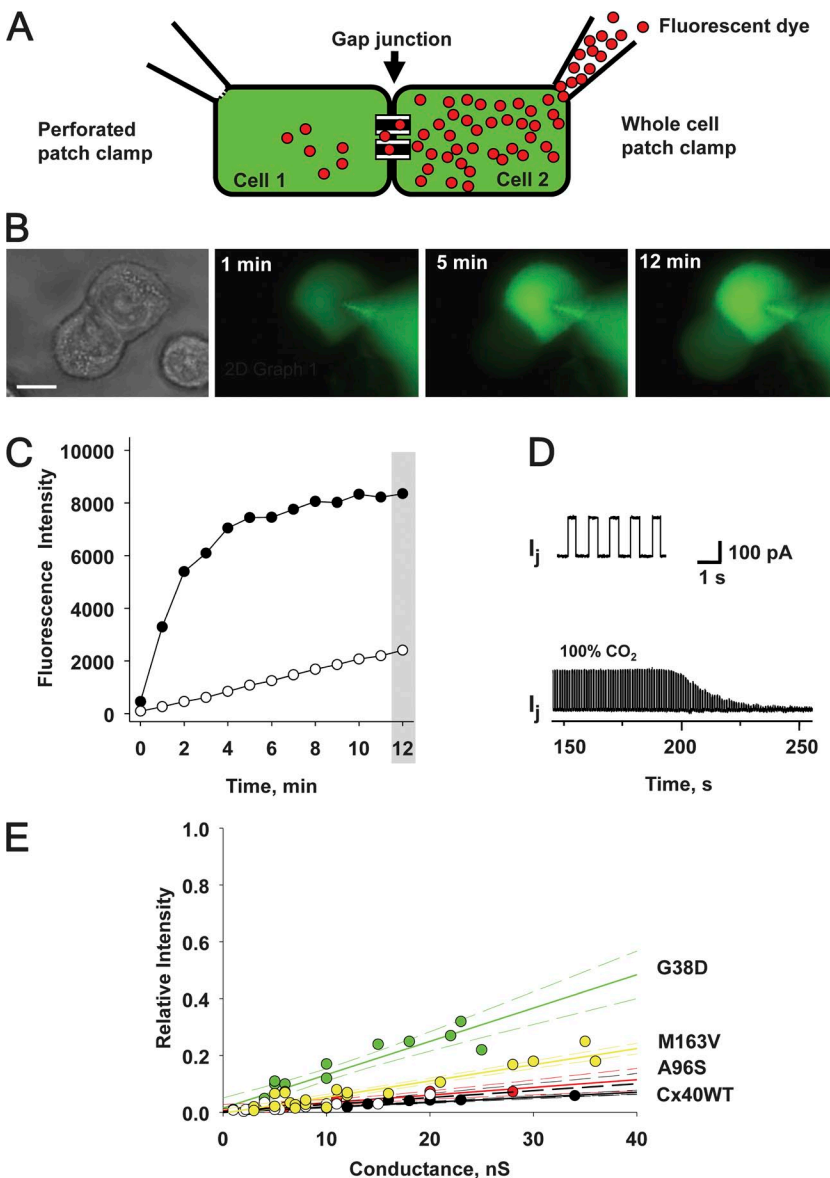 A
Gap junction
Fluorescent dye
Perforated
patch clamp
Whole cell
patch clamp
Cell 1
Cell 2
B
1 min
5 min
12 min
2D Graph 1
C
Fluorescence Intensity
10000
8000
6000
4000
2000
0
0 2 4 6 8 10 12
Time, min
D
Ij
100 pA
1 s
100% CO2
Ij
150 200 250
Time, s
E
Relative Intensity
1.0
0.8
0.6
0.4
0.2
0.0
G38D
M163V
A96S
Cx40WT
0 10 20 30 40
Conductance, nS